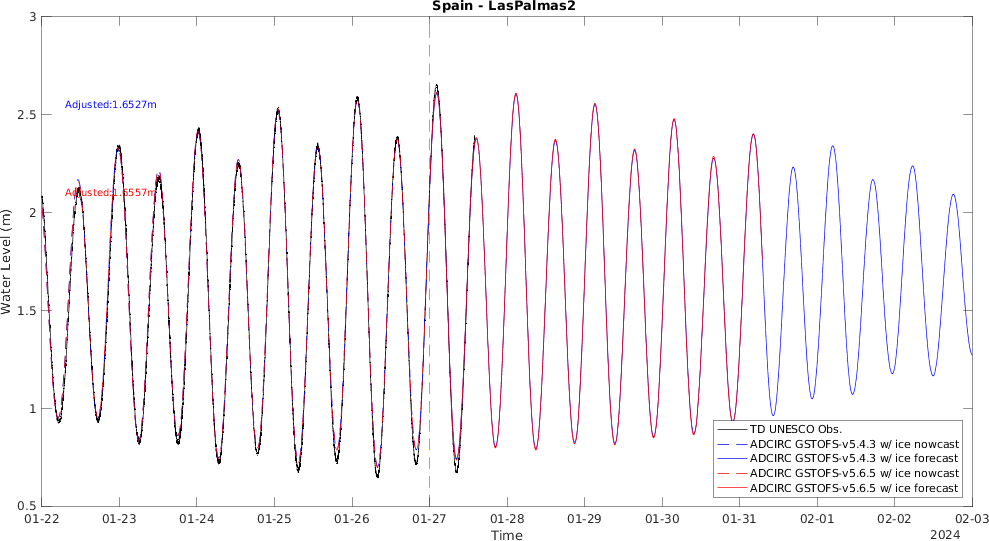 Spain - LasPalmas2
3
2.5
2
1.5
1
0.5
Water Level (m)
Adjusted:1.6527m
Adjusted:1.6557m
TD UNESCO Obs.
ADCIRC GSTOFS-v5.4.3 w/ ice nowcast
ADCIRC GSTOFS-v5.4.3 w/ ice forecast
ADCIRC GSTOFS-v5.6.5 w/ ice nowcast
ADCIRC GSTOFS-v5.6.5 w/ ice forecast
01-22 01-23 01-24 01-25 01-26 01-27 01-28 01-29 01-30 01-31 02-01 02-02 02-03
Time
2024